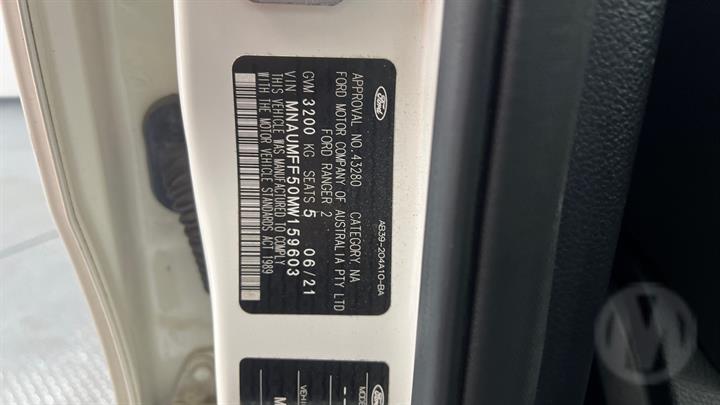 Ford
APPROVAL NO.43280 CATEGORY.NA
FORD MOTOR COMPANY OF AUSTRALIA PTY LTD
FORD RANGER 2
GVM 3200 KG SEATS 5 06/21
VIN MNAUMFF50MW159603
THIS VEHICLE WAS MANUFACTURED TO COMPLY
WITH THE MOTOR VEHICLE STANDARDS ACT 1989
AB39-204A10-BA
Ford
M